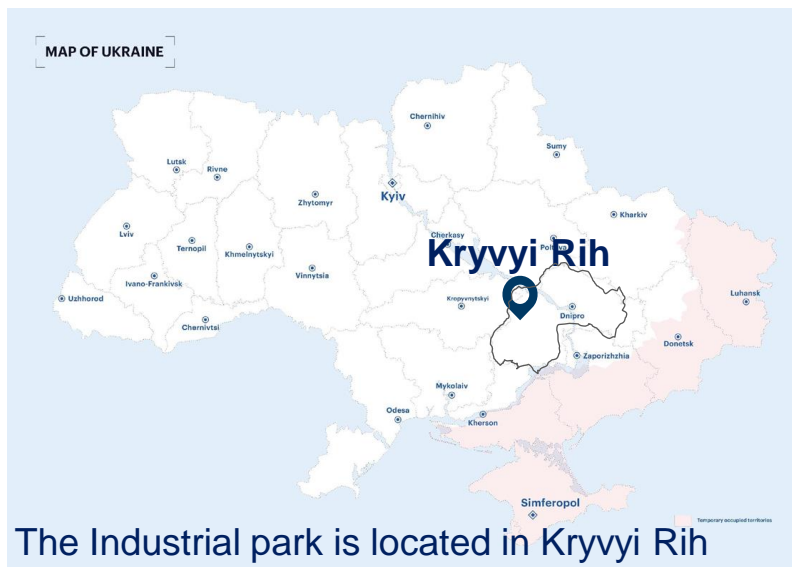 MAP OF UKRAINE
Chernihiv
Sumy
Lutsk
Rivne
Zhytomyr
Kyiv
Kharkiv
Lviv
Ternopil
Khmelnytskyi
Cherkasy
Poltava
Kryvyi Rih
Vinnytsia
Ivano-Frankivsk
Uzhhorod
Chernivtsi
Kropyvnytskyi
Dnipro
Luhansk
Donetsk
Zaporizhzhia
Mykolaiv
Odesa
Kherson
Simferopol
Temporary occupied territories
The Industrial park is located in Kryvyi Rih